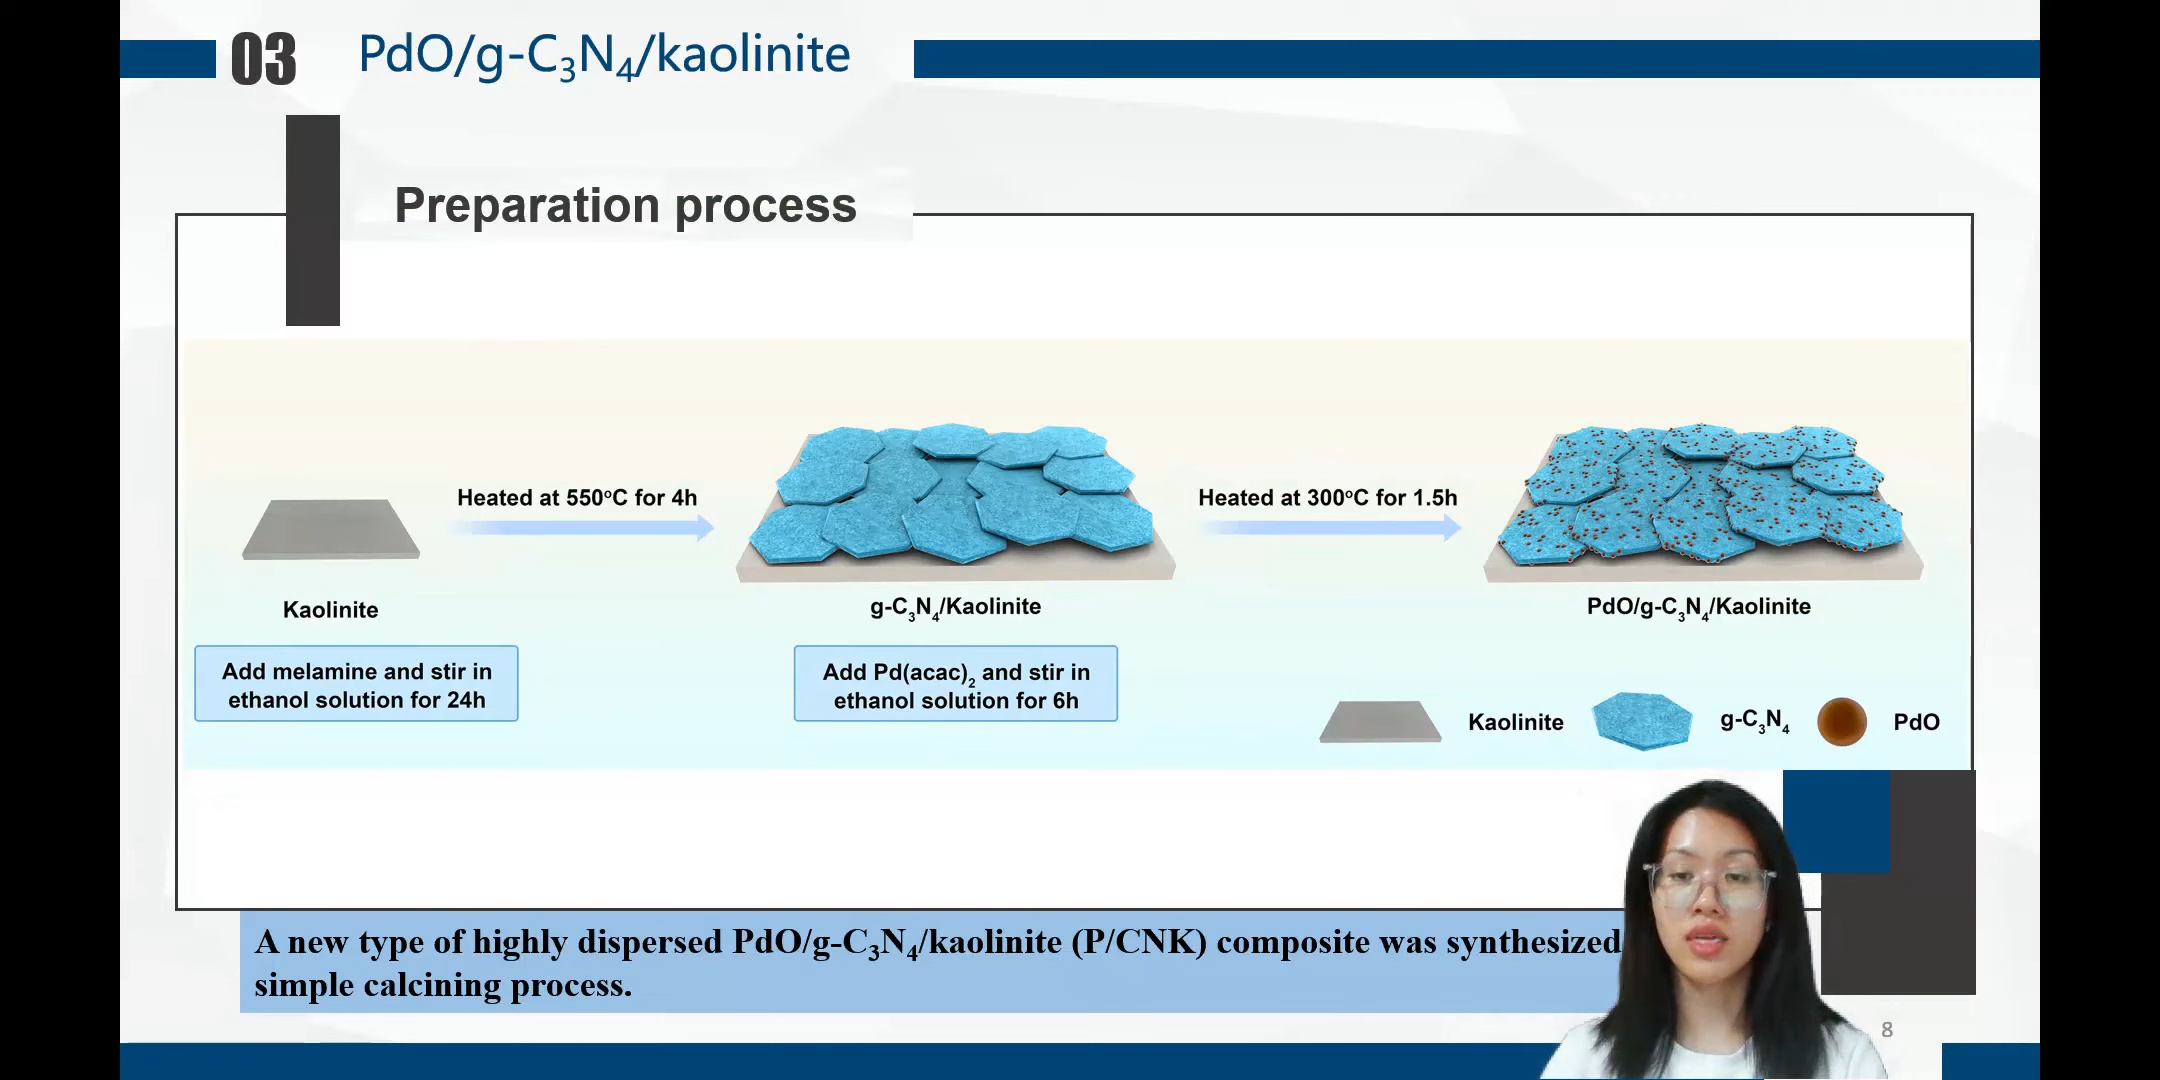 03 PdO/g-C₃N₄/kaolinite
Preparation process
Heated at 550°C for 4h
Heated at 300°C for 1.5h
Kaolinite
g-C₃N₄/Kaolinite
PdO/g-C₃N₄/Kaolinite
Add melamine and stir in
ethanol solution for 24h
Add Pd(acac)₂ and stir in
ethanol solution for 6h
Kaolinite
g-C₃N₄
PdO
A new type of highly dispersed PdO/g-C₃N₄/kaolinite (P/CNK) composite was synthesized
simple calcining process.
8